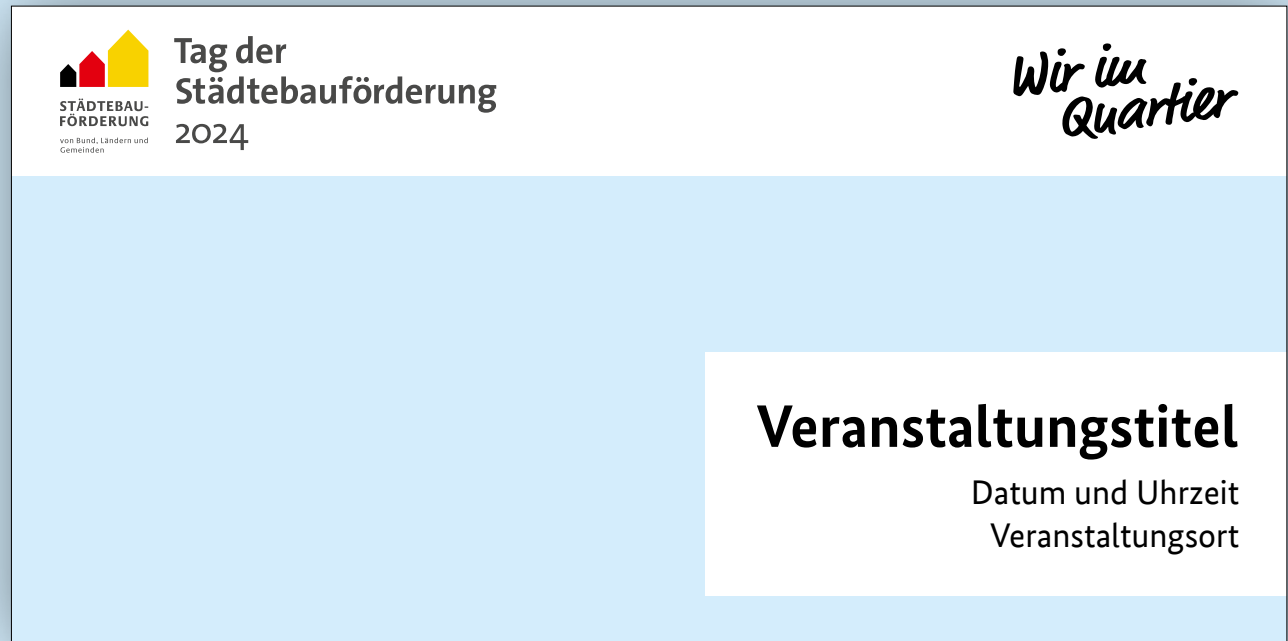 Tag der
Städtebauförderung
2024
STÄDTEBAU-
FÖRDERUNG
von Bund, Ländern und
Gemeinden
Wir im
Quartier
Veranstaltungstitel
Datum und Uhrzeit
Veranstaltungsort